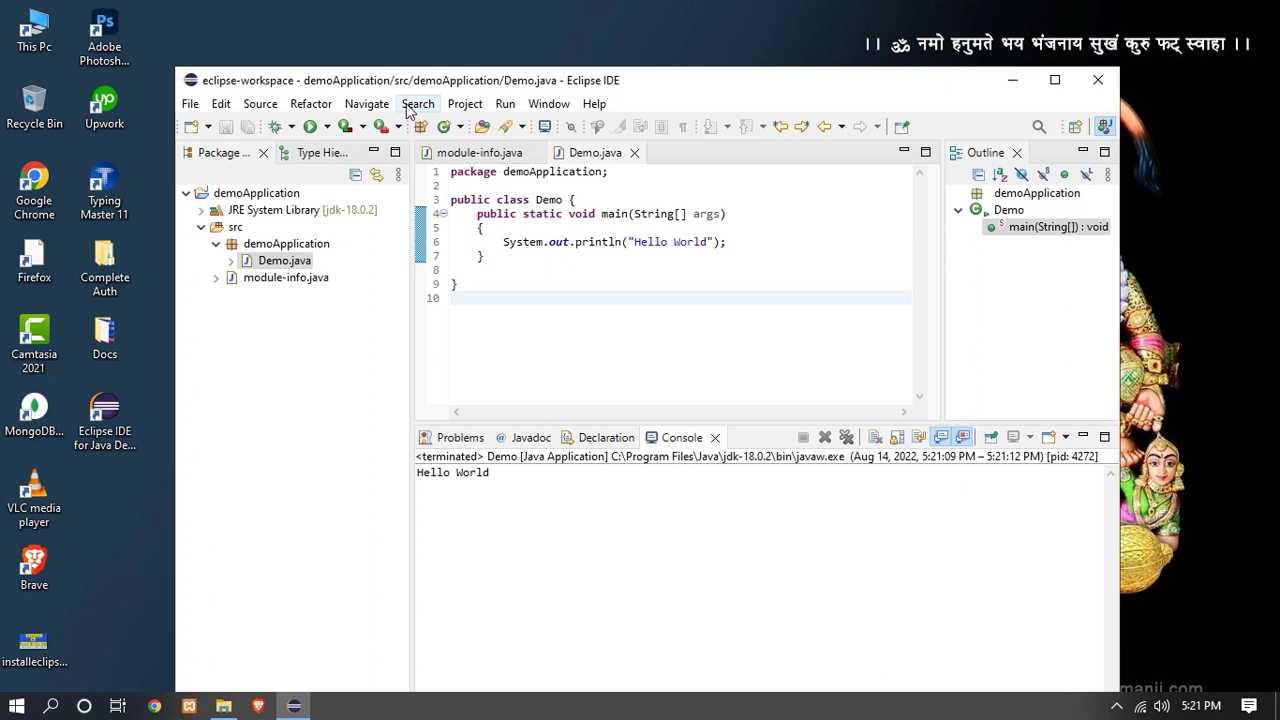 This Pc
Adobe
Photosh...
।। ॐ नमो हनुमते भय भंजनाय सुखं कुरु फट् स्वाहा ।।
eclipse-workspace - demoApplication/src/demoApplication/Demo.java - Eclipse IDE
File Edit Source Refactor Navigate Search Project Run Window Help
Recycle Bin
Upwork
Package ...
Type Hie...
module-info.java
Demo.java
Outline
Google
Chrome
Typing
Master 11
demoApplication
JRE System Library [jdk-18.0.2]
src
demoApplication
Demo.java
module-info.java
1 package demoApplication;
2
3 public class Demo {
4 public static void main(String[] args)
5 {
6 System.out.println("Hello World");
7 }
8
9 }
10
demoApplication
Demo
main(String[]) : void
Firefox
Complete
Auth
Camtasia
2021
Docs
MongoDB...
Eclipse IDE
for Java De...
Problems
@ Javadoc
Declaration
Console
<terminated> Demo [Java Application] C:\Program Files\Java\jdk-18.0.2\bin\javaw.exe (Aug 14, 2022, 5:21:09 PM – 5:21:12 PM) [pid: 4272]
Hello World
VLC media
player
Brave
installeclips...
5:21 PM